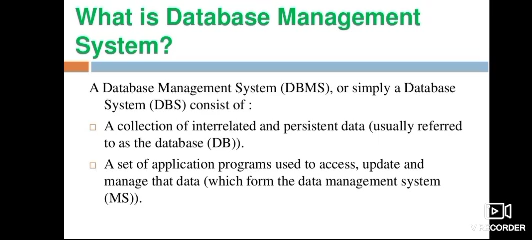 What is Database Management
System?
A Database Management System (DBMS), or simply a Database
System (DBS) consist of :
A collection of interrelated and persistent data (usually referred
to as the database (DB)).
A set of application programs used to access, update and
manage that data (which form the data management system
(MS)).
V RECORDER